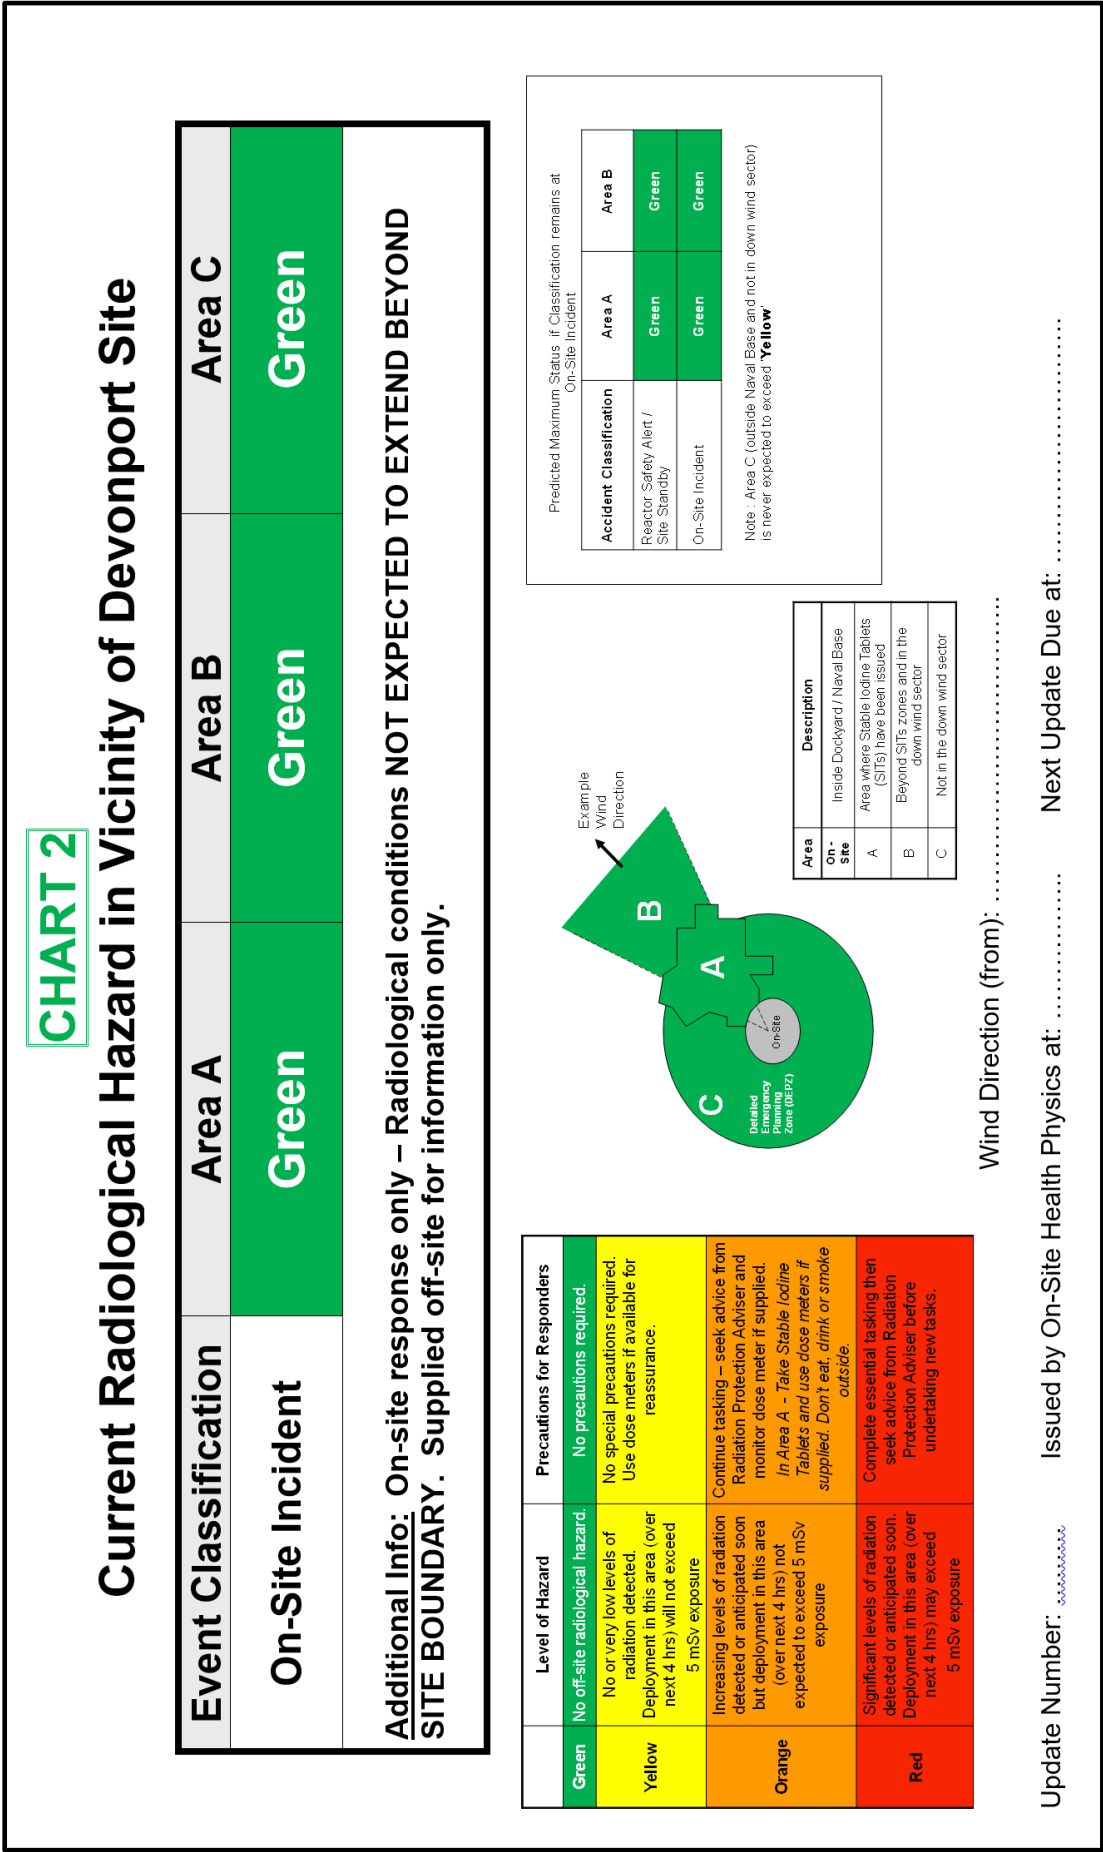 CHART 2
Current Radiological Hazard in Vicinity of Devonport Site
Event Classification
Area A
Area B
Area C
On-Site Incident
Green
Green
Green
Additional Info: On-site response only – Radiological conditions NOT EXPECTED TO EXTEND BEYOND
SITE BOUNDARY. Supplied off-site for information only.
Level of Hazard
Precautions for Responders
Green
No off-site radiological hazard.
No precautions required.
Yellow
No or very low levels of
radiation detected.
Deployment in this area (over
next 4 hrs) will not exceed
5 mSv exposure
No special precautions required.
Use dose meters if available for
reassurance.
Orange
Increasing levels of radiation
detected or anticipated soon
but deployment in this area
(over next 4 hrs) not
expected to exceed 5 mSv
exposure
Continue tasking – seek advice from
Radiation Protection Adviser and
monitor dose meter if supplied.
In Area A - Take Stable Iodine
Tablets and use dose meters if
supplied. Don't eat, drink or smoke
outside.
Red
Significant levels of radiation
detected or anticipated soon.
Deployment in this area (over
next 4 hrs) may exceed
5 mSv exposure
Complete essential tasking then
seek advice from Radiation
Protection Adviser before
undertaking new tasks.
C
Detailed
Emergency
Planning
Zone (DEPZ)
On-Site
A
B
Example
Wind
Direction
Area
Description
On -
Site
Inside Dockyard / Naval Base
A
Area where Stable Iodine Tablets
(SITs) have been issued
B
Beyond SITs zones and in the
down wind sector
C
Not in the down wind sector
Predicted Maximum Status if Classification remains at
On-Site Incident
Accident Classification
Area A
Area B
Reactor Safety Alert /
Site Standby
Green
Green
On-Site Incident
Green
Green
Note : Area C (outside Naval Base and not in down wind sector)
is never expected to exceed 'Yellow'
Wind Direction (from): ........................................
Update Number: ..........
Issued by On-Site Health Physics at: ...................
Next Update Due at: ................................